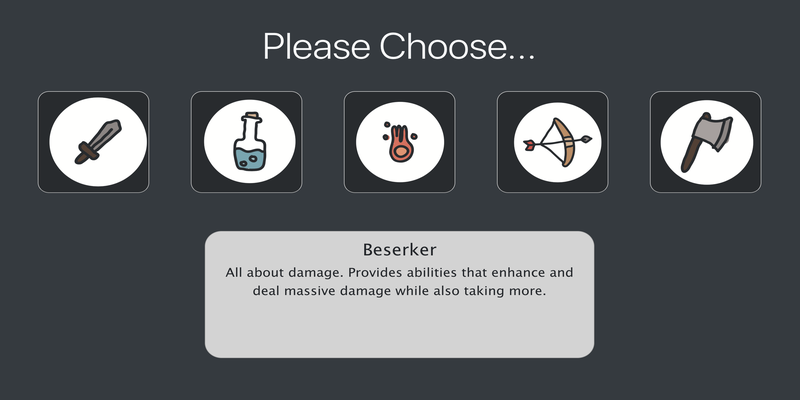 Please Choose...
Beserker
All about damage. Provides abilities that enhance and
deal massive damage while also taking more.